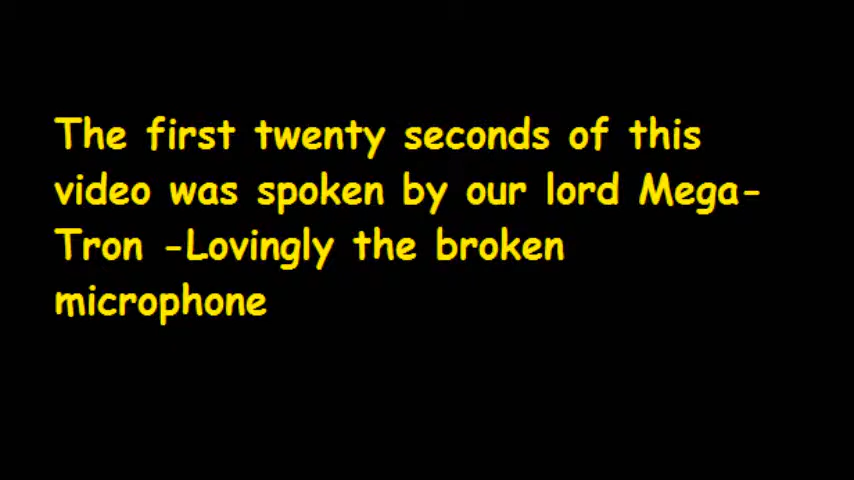 The first twenty seconds of this
video was spoken by our lord Mega-
Tron -Lovingly the broken
microphone